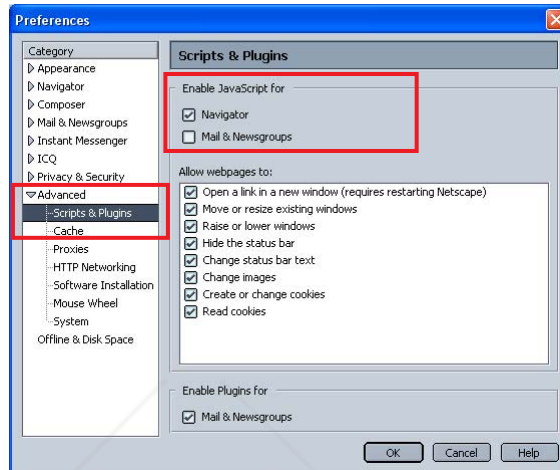 Preferences
Category
Appearance
Navigator
Composer
Mail & Newsgroups
Instant Messenger
ICQ
Privacy & Security
Advanced
Scripts & Plugins
Cache
Proxies
HTTP Networking
Software Installation
Mouse Wheel
System
Offline & Disk Space
Scripts & Plugins
Enable JavaScript for
Navigator
Mail & Newsgroups
Allow webpages to:
Open a link in a new window (requires restarting Netscape)
Move or resize existing windows
Raise or lower windows
Hide the status bar
Change status bar text
Change images
Create or change cookies
Read cookies
Enable Plugins for
Mail & Newsgroups
OK Cancel Help